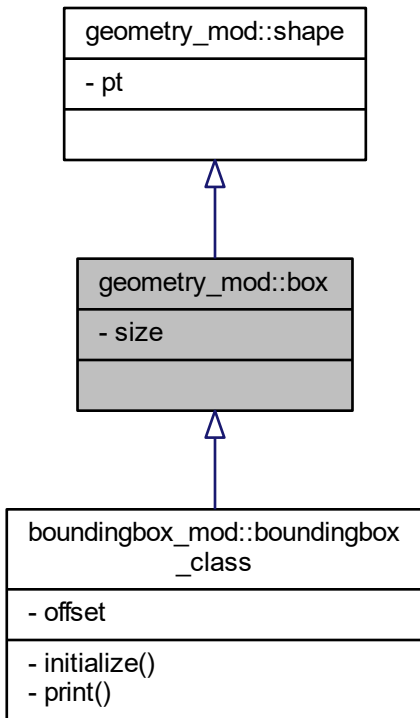 geometry_mod::shape
- pt
geometry_mod::box
- size
boundingbox_mod::boundingbox
_class
- offset
- initialize()
- print()